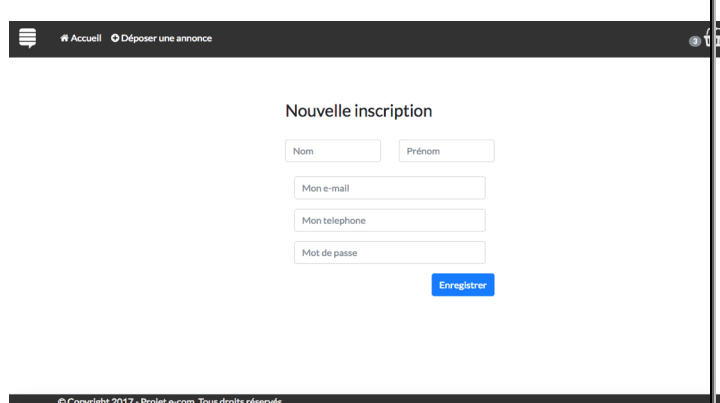 Accueil Déposer une annonce 3
Nouvelle inscription
Nom Prénom
Mon e-mail
Mon telephone
Mot de passe
Enregistrer
© Copyright 2017 - Projet e-com. Tous droits réservés